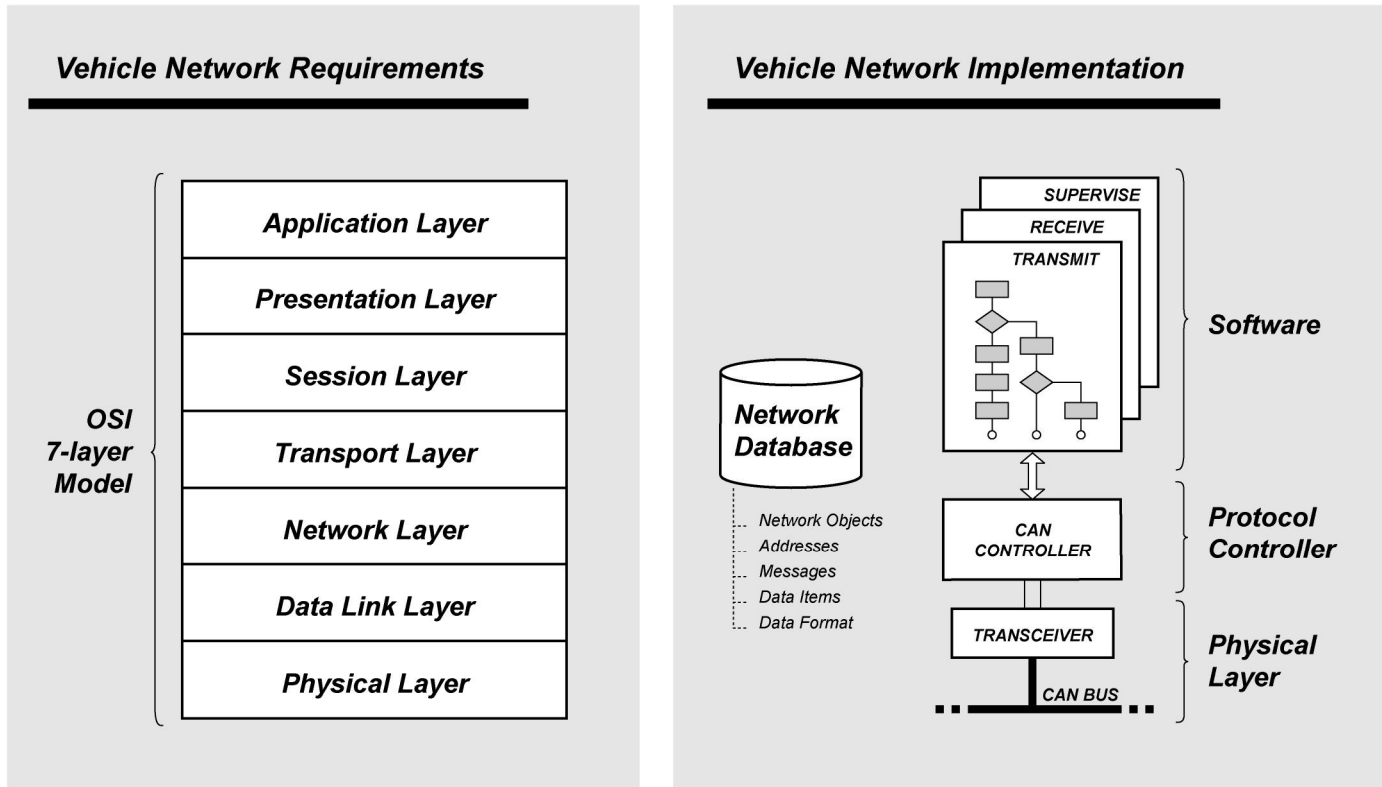 Vehicle Network Requirements
OSI
7-layer
Model
Application Layer
Presentation Layer
Session Layer
Transport Layer
Network Layer
Data Link Layer
Physical Layer
Vehicle Network Implementation
Network
Database
Network Objects
Addresses
Messages
Data Items
Data Format
SUPERVISE
RECEIVE
TRANSMIT
CAN
CONTROLLER
TRANSCEIVER
CAN BUS
Software
Protocol
Controller
Physical
Layer